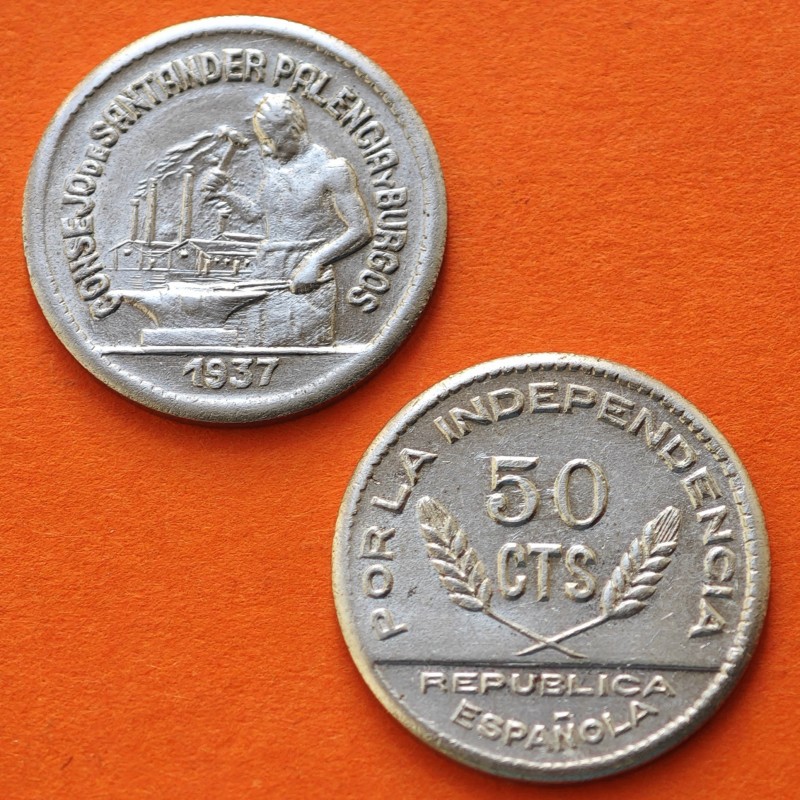 CONSEJO DE SANTANDER PALENCIA Y BURGOS
1937
POR LA INDEPENDENCIA
50
CTS
REPUBLICA
ESPAÑOLA